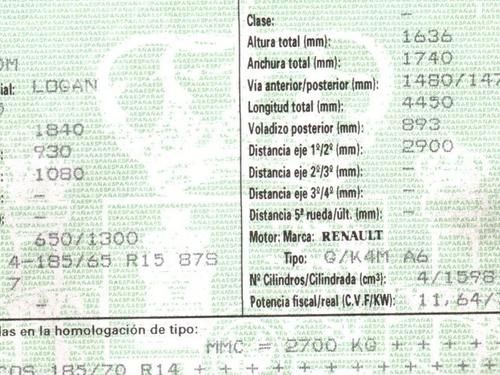 Clase: -
Altura total (mm): 1636
Anchura total (mm): 1740
Vía anterior/posterior (mm): 1480/147
Longitud total (mm): 4450
Voladizo posterior (mm): 893
Distancia eje 1º/2º (mm): 2900
Distancia eje 2º/3º (mm): -
Distancia eje 3º/4º (mm): -
Distancia 5ª rueda/últ. (mm): -
Motor: Marca: RENAULT
Tipo: G/K4M A6
Nº Cilindros/Cilindrada (cm³): 4/1598
Potencia fiscal/real (C.V.F/KW): 11,64/
OM
ial: LOGAN
1840
930
1080
-
-
650/1300
4-185/65 R15 87S
7
-
das en la homologación de tipo:
MMC = 2700 KG + + + +
COS 185/70 R14 + + + + + + + + +